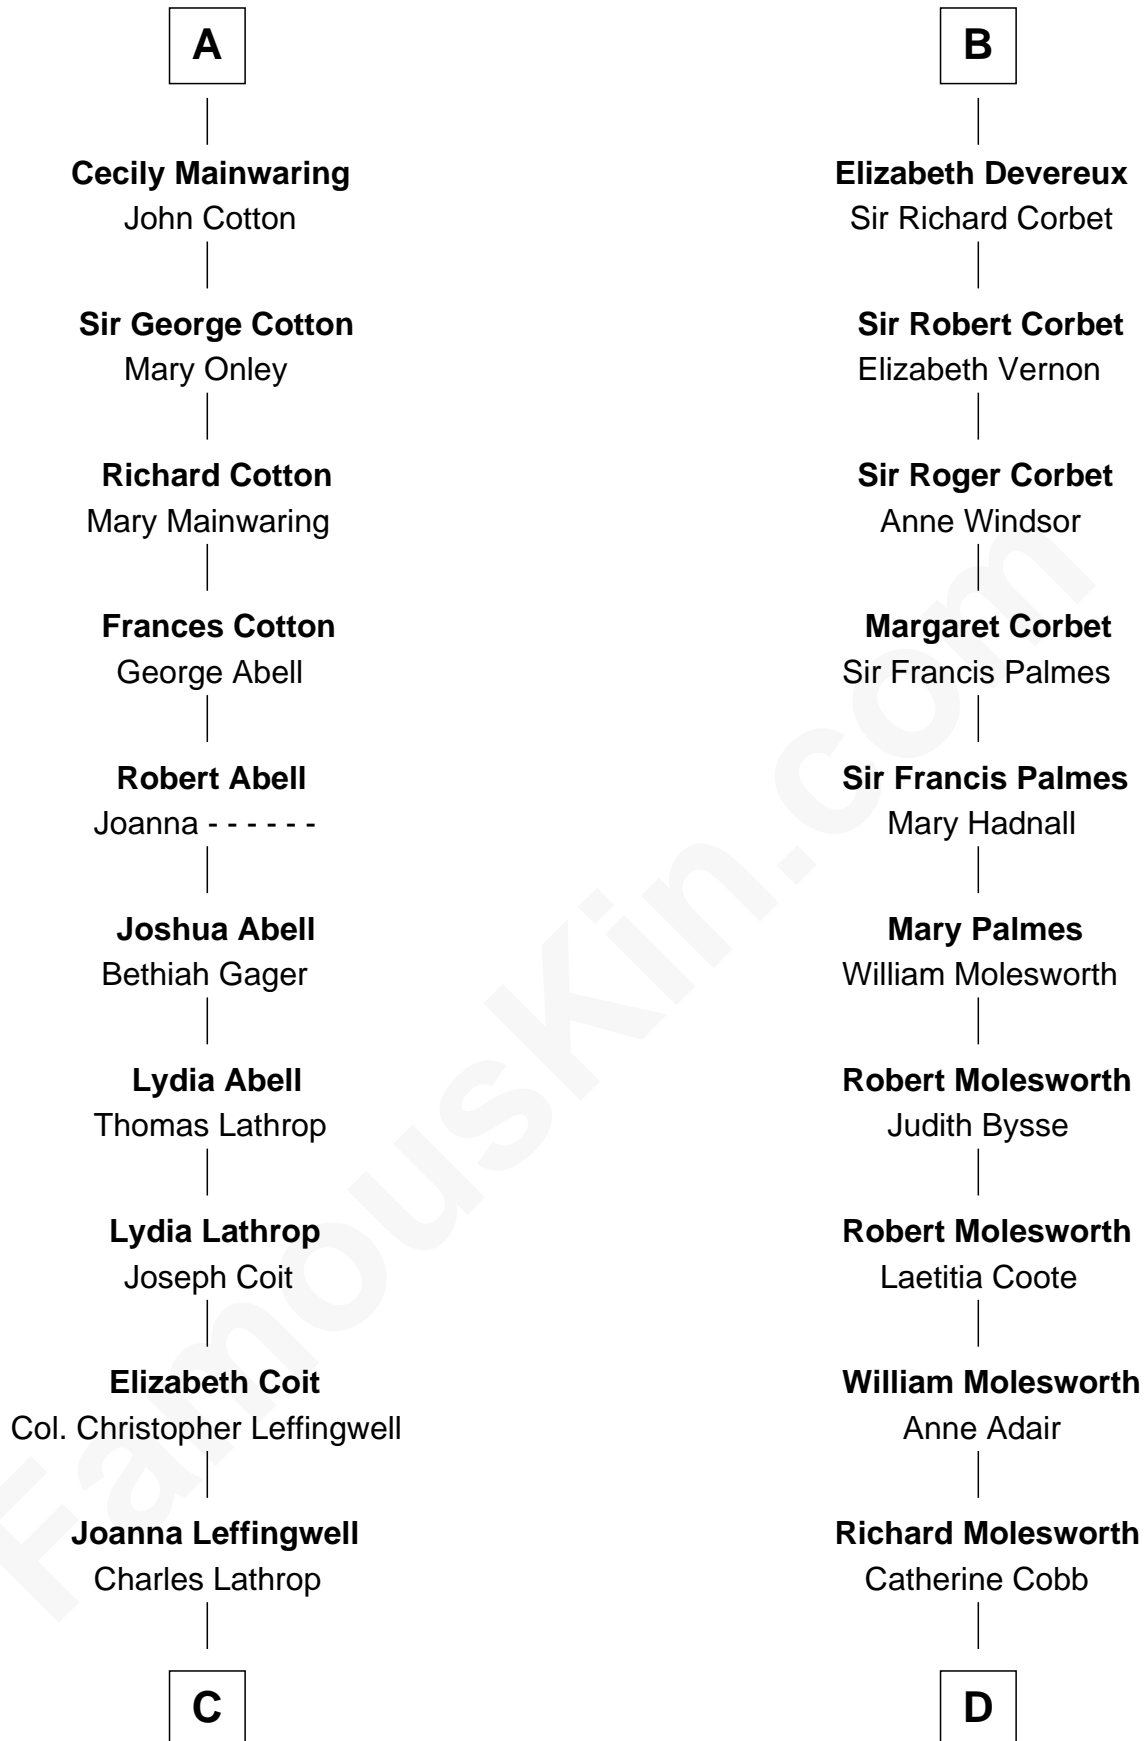 A
Cecily Mainwaring
John Cotton
Sir George Cotton
Mary Onley
Richard Cotton
Mary Mainwaring
Frances Cotton
George Abell
Robert Abell
Joanna - - - - - -
Joshua Abell
Bethiah Gager
Lydia Abell
Thomas Lathrop
Lydia Lathrop
Joseph Coit
Elizabeth Coit
Col. Christopher Leffingwell
Joanna Leffingwell
Charles Lathrop
C
B
Elizabeth Devereux
Sir Richard Corbet
Sir Robert Corbet
Elizabeth Vernon
Sir Roger Corbet
Anne Windsor
Margaret Corbet
Sir Francis Palmes
Sir Francis Palmes
Mary Hadnall
Mary Palmes
William Molesworth
Robert Molesworth
Judith Bysse
Robert Molesworth
Laetitia Coote
William Molesworth
Anne Adair
Richard Molesworth
Catherine Cobb
D
FamousKin.com